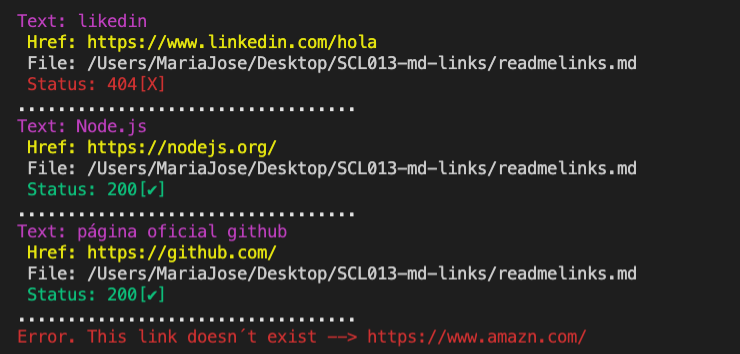 Text: likedin
Href: https://www.linkedin.com/hola
File: /Users/MariaJose/Desktop/SCL013-md-links/readmelinks.md
Status: 404[X]
..................................
Text: Node.js
Href: https://nodejs.org/
File: /Users/MariaJose/Desktop/SCL013-md-links/readmelinks.md
Status: 200[✔]
..................................
Text: página oficial github
Href: https://github.com/
File: /Users/MariaJose/Desktop/SCL013-md-links/readmelinks.md
Status: 200[✔]
..................................
Error. This link doesn´t exist --> https://www.amazn.com/